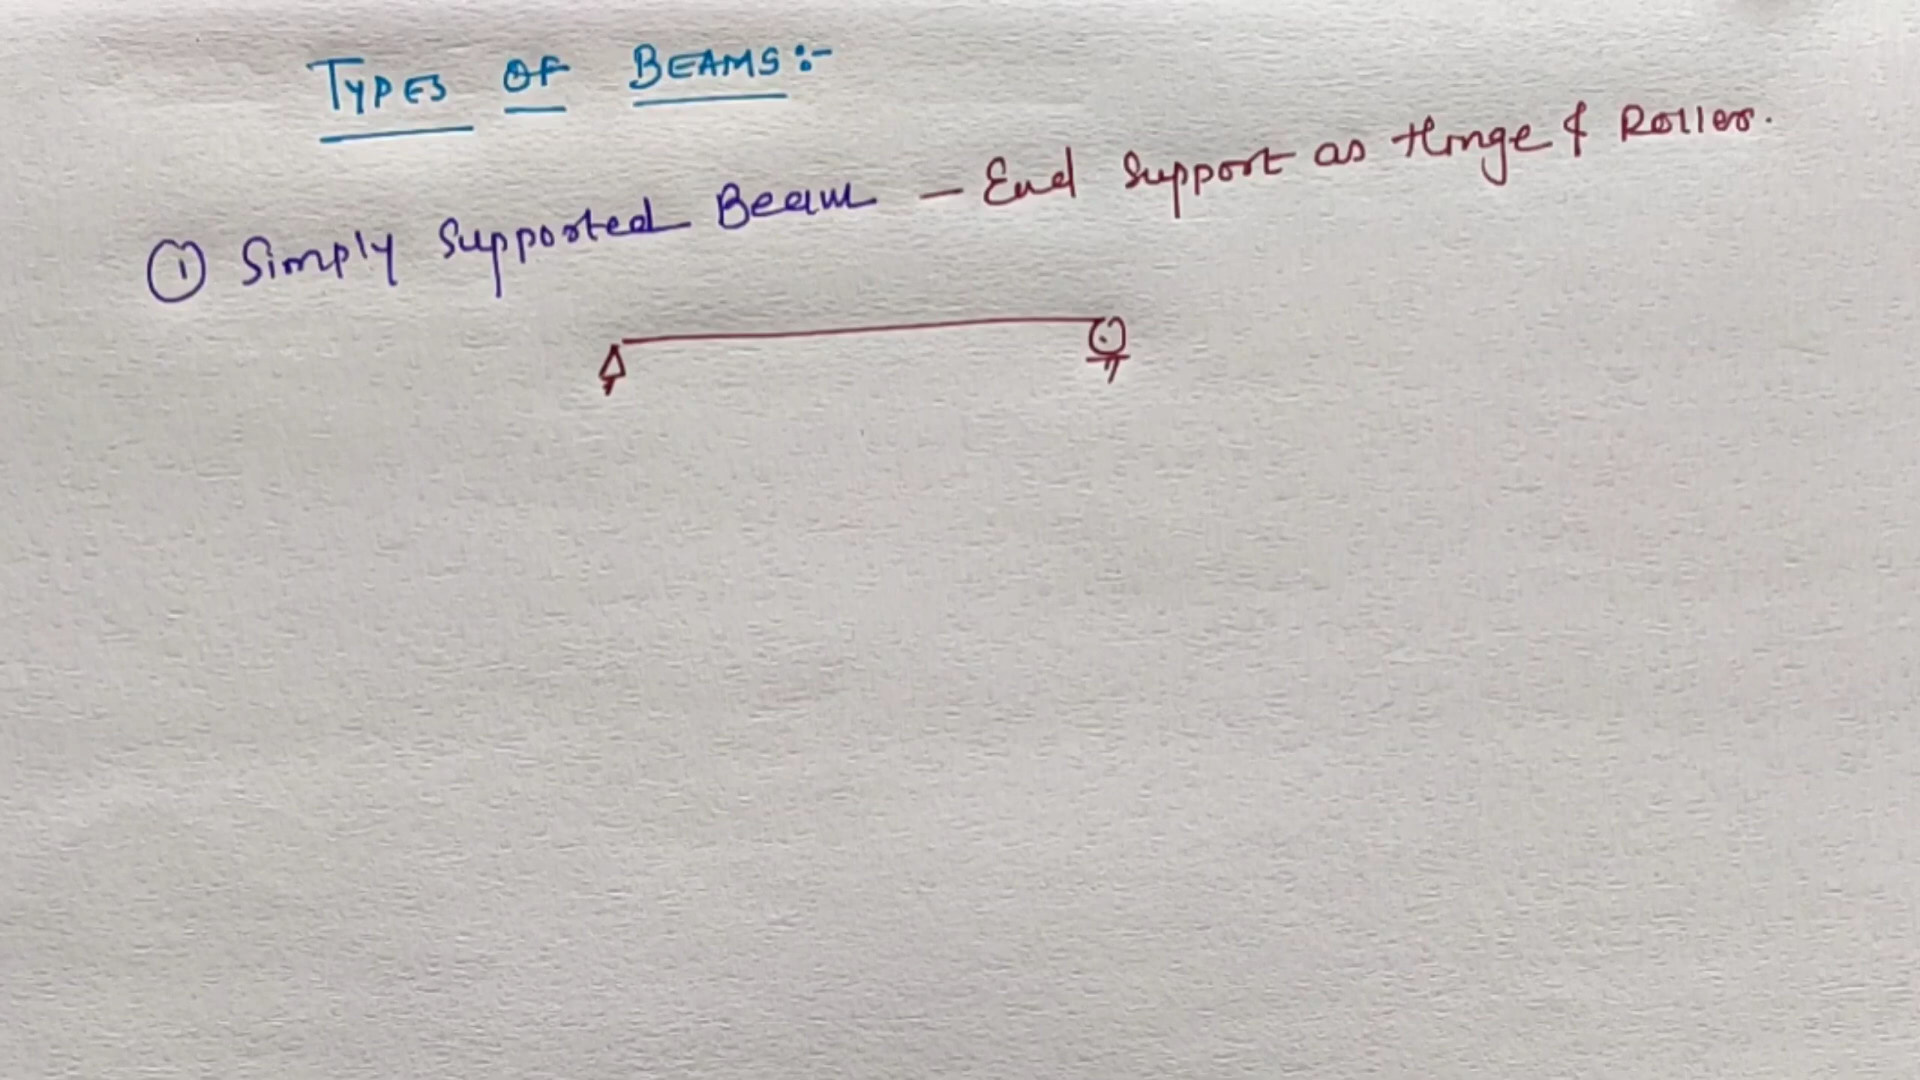 TYPES OF BEAMS:-
① Simply Supported Beam - End Support as Hinge & Roller.